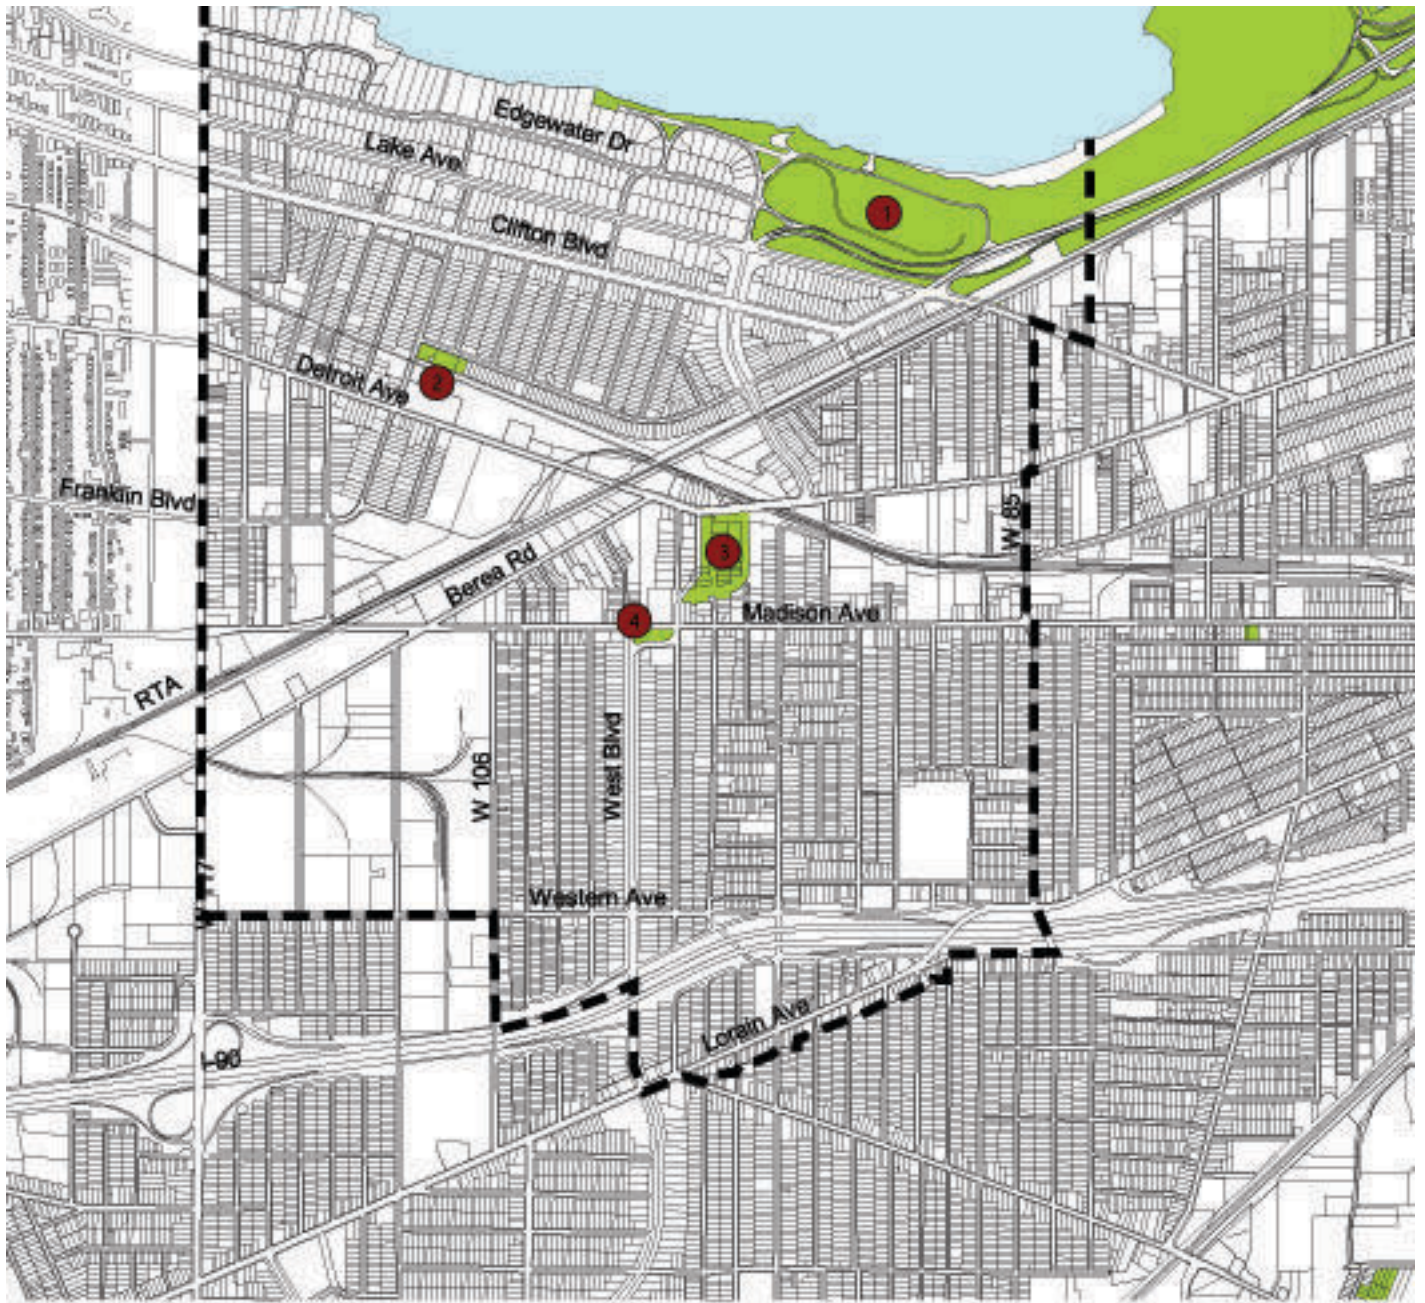 Edgewater Dr
Lake Ave
1
Clifton Blvd
Detroit Ave
2
Franklin Blvd
W 85
3
Berea Rd
4
Madison Ave
RTA
West Blvd
W 106
Western Ave
Lorain Ave
I-90